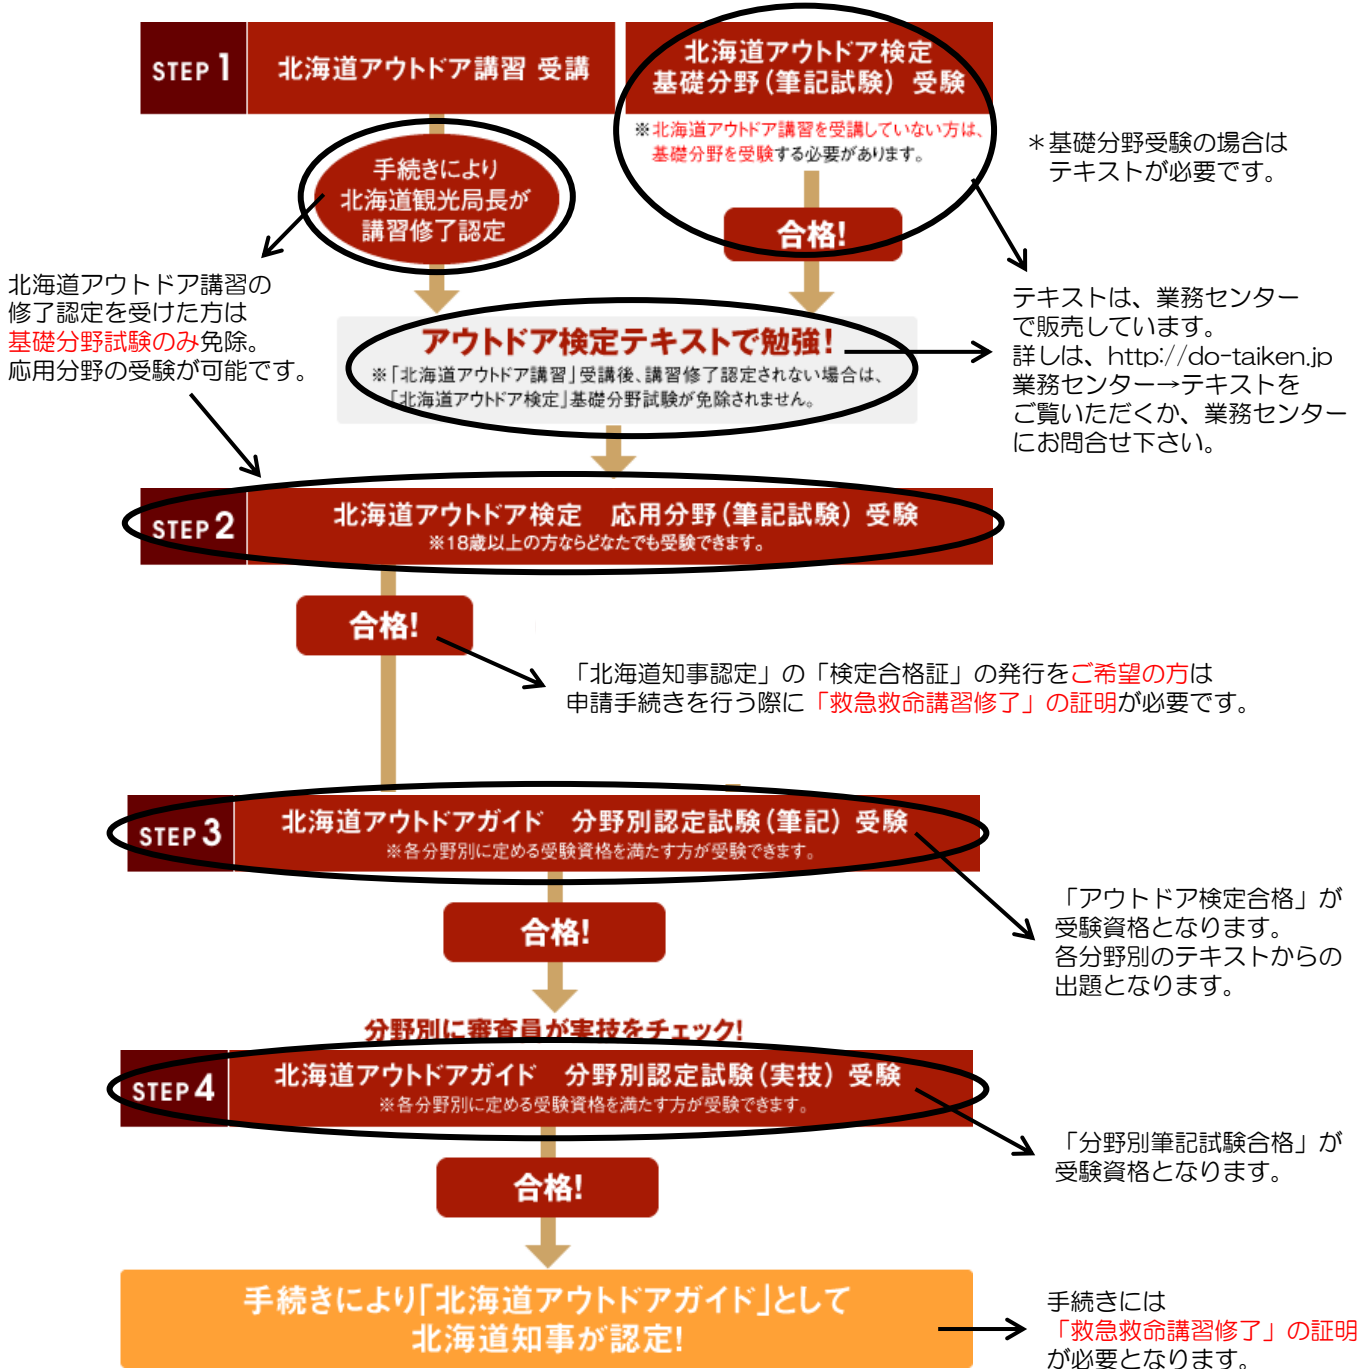 STEP 1
北海道アウトドア講習 受講
北海道アウトドア検定
基礎分野(筆記試験) 受験
※北海道アウトドア講習を受講していない方は、
基礎分野を受験する必要があります。
＊基礎分野受験の場合は
テキストが必要です。
手続きにより
北海道観光局長が
講習修了認定
合格!
北海道アウトドア講習の
修了認定を受けた方は
基礎分野試験のみ免除。
応用分野の受験が可能です。
テキストは、業務センター
で販売しています。
詳しは、http://do-taiken.jp
業務センター→テキストを
ご覧いただくか、業務センター
にお問合せ下さい。
アウトドア検定テキストで勉強!
※「北海道アウトドア講習」受講後、講習修了認定されない場合は、
「北海道アウトドア検定」基礎分野試験が免除されません。
STEP 2
北海道アウトドア検定　応用分野(筆記試験) 受験
※18歳以上の方ならどなたでも受験できます。
合格!
「北海道知事認定」の「検定合格証」の発行をご希望の方は
申請手続きを行う際に「救急救命講習修了」の証明が必要です。
STEP 3
北海道アウトドアガイド　分野別認定試験(筆記) 受験
※各分野別に定める受験資格を満たす方が受験できます。
合格!
「アウトドア検定合格」が
受験資格となります。
各分野別のテキストからの
出題となります。
分野別に審査員が実技をチェック!
STEP 4
北海道アウトドアガイド　分野別認定試験(実技) 受験
※各分野別に定める受験資格を満たす方が受験できます。
合格!
「分野別筆記試験合格」が
受験資格となります。
手続きにより「北海道アウトドアガイド」として
北海道知事が認定!
手続きには
「救急救命講習修了」の証明
が必要となります。